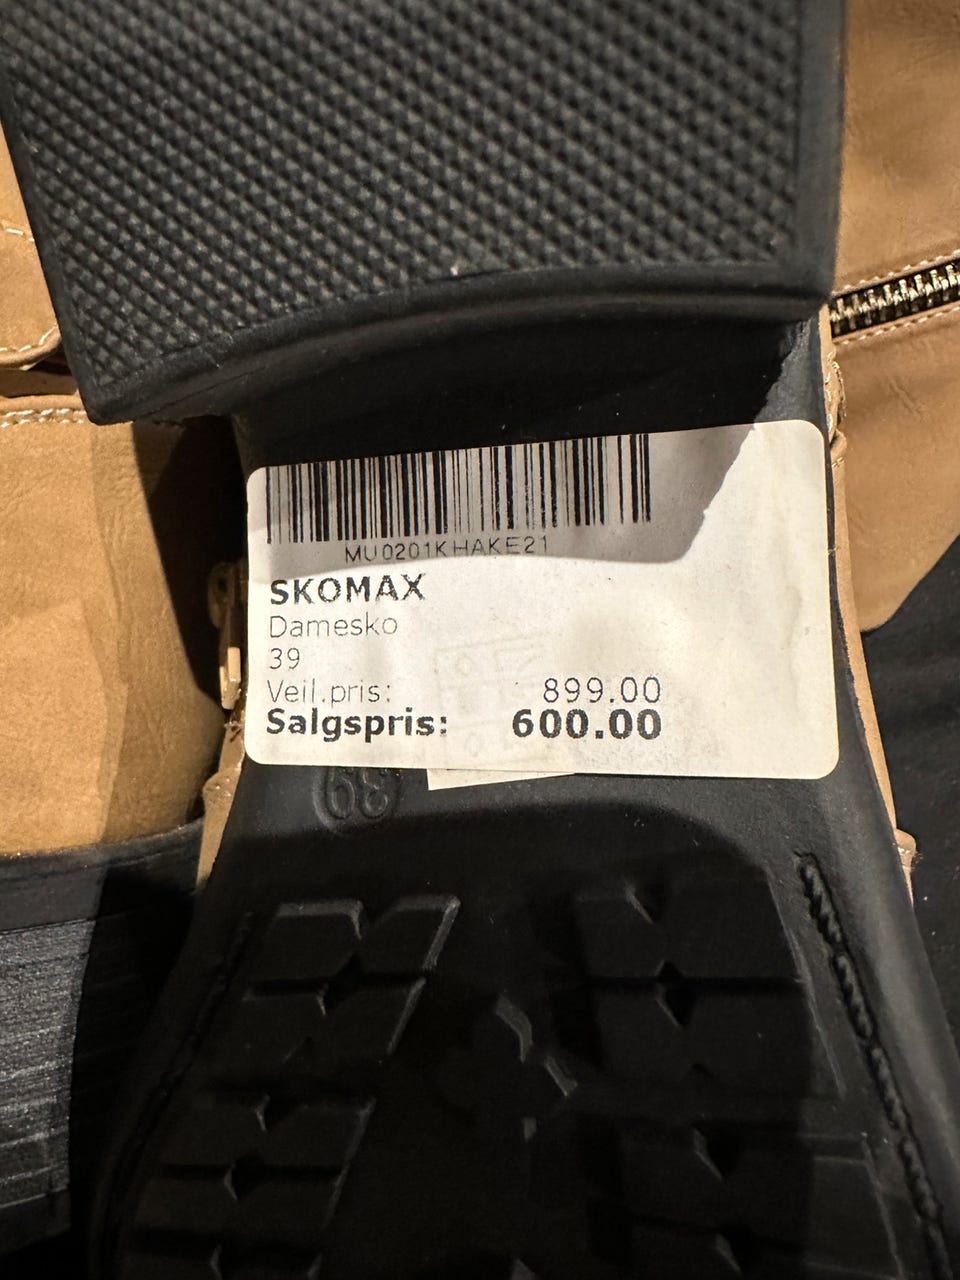 MU0201KHAKE21
SKOMAX
Damesko
39
Veil.pris: 899.00
Salgspris: 600.00
39